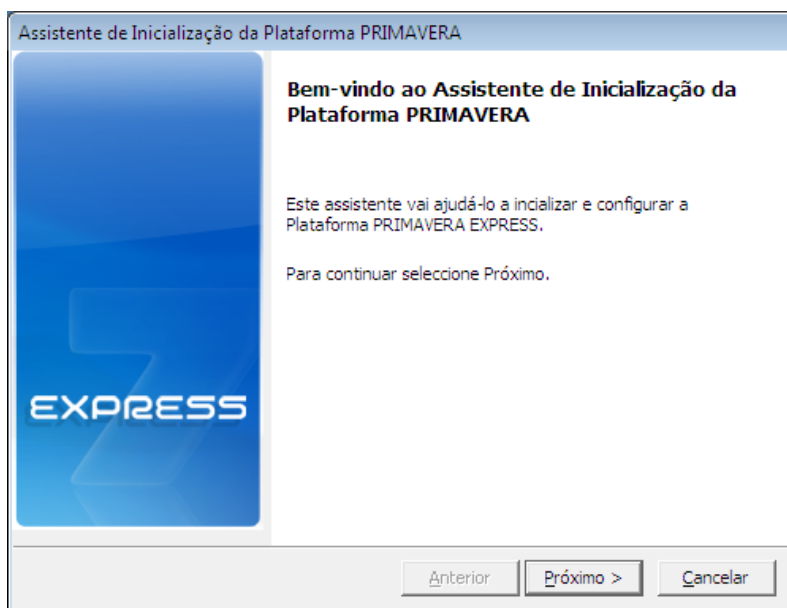 Assistente de Inicialização da Plataforma PRIMAVERA
Bem-vindo ao Assistente de Inicialização da
Plataforma PRIMAVERA
Este assistente vai ajudá-lo a incializar e configurar a
Plataforma PRIMAVERA EXPRESS.
Para continuar seleccione Próximo.
7
EXPRESS
Anterior
Próximo >
Cancelar